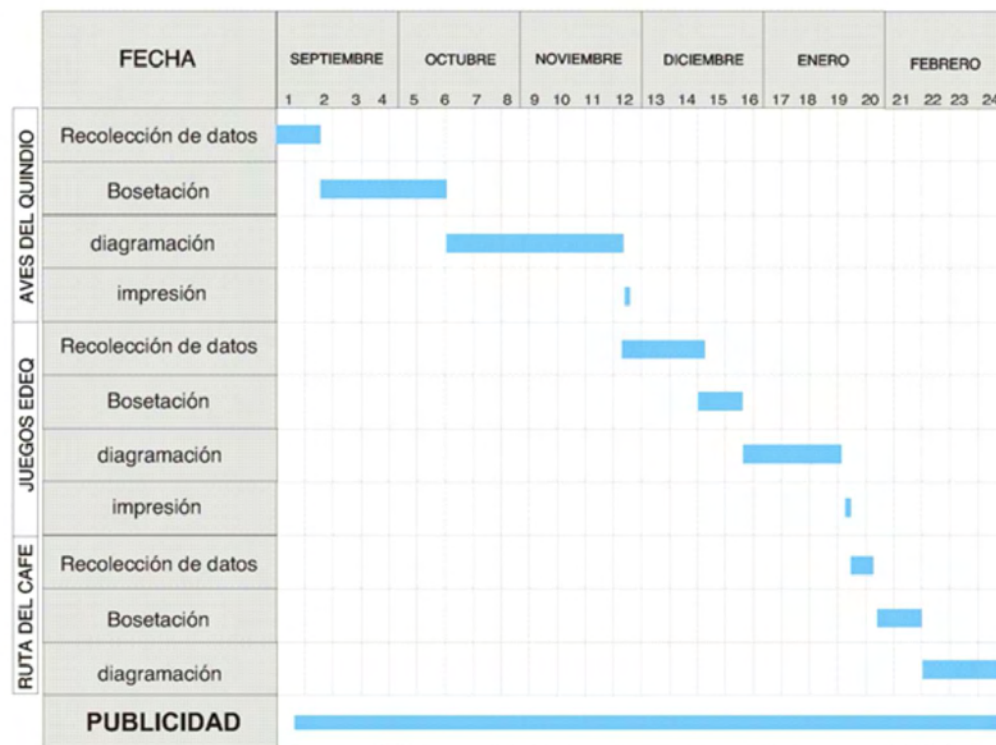 FECHA
SEPTIEMBRE OCTUBRE NOVIEMBRE DICIEMBRE ENERO FEBRERO
1 2 3 4 5 6 7 8 9 10 11 12 13 14 15 16 17 18 19 20 21 22 23 24
AVES DEL QUINDIO
Recolección de datos
Bosetación
diagramación
impresión
JUEGOS EDEQ
Recolección de datos
Bosetación
diagramación
impresión
RUTA DEL CAFE
Recolección de datos
Bosetación
diagramación
PUBLICIDAD